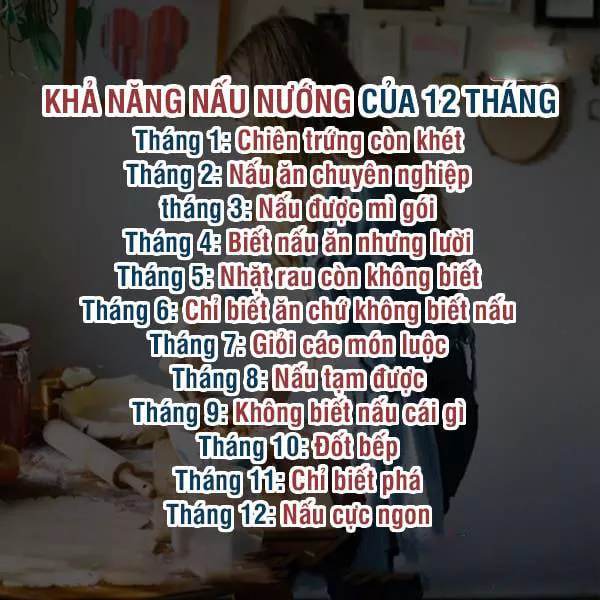 KHẢ NĂNG NẤU NƯỚNG CỦA 12 THÁNG
Tháng 1: Chiên trứng còn khét
Tháng 2: Nấu ăn chuyên nghiệp
tháng 3: Nấu được mì gói
Tháng 4: Biết nấu ăn nhưng lười
Tháng 5: Nhặt rau còn không biết
Tháng 6: Chỉ biết ăn chứ không biết nấu
Tháng 7: Giỏi các món luộc
Tháng 8: Nấu tạm được
Tháng 9: Không biết nấu cái gì
Tháng 10: Đốt bếp
Tháng 11: Chỉ biết phá
Tháng 12: Nấu cực ngon